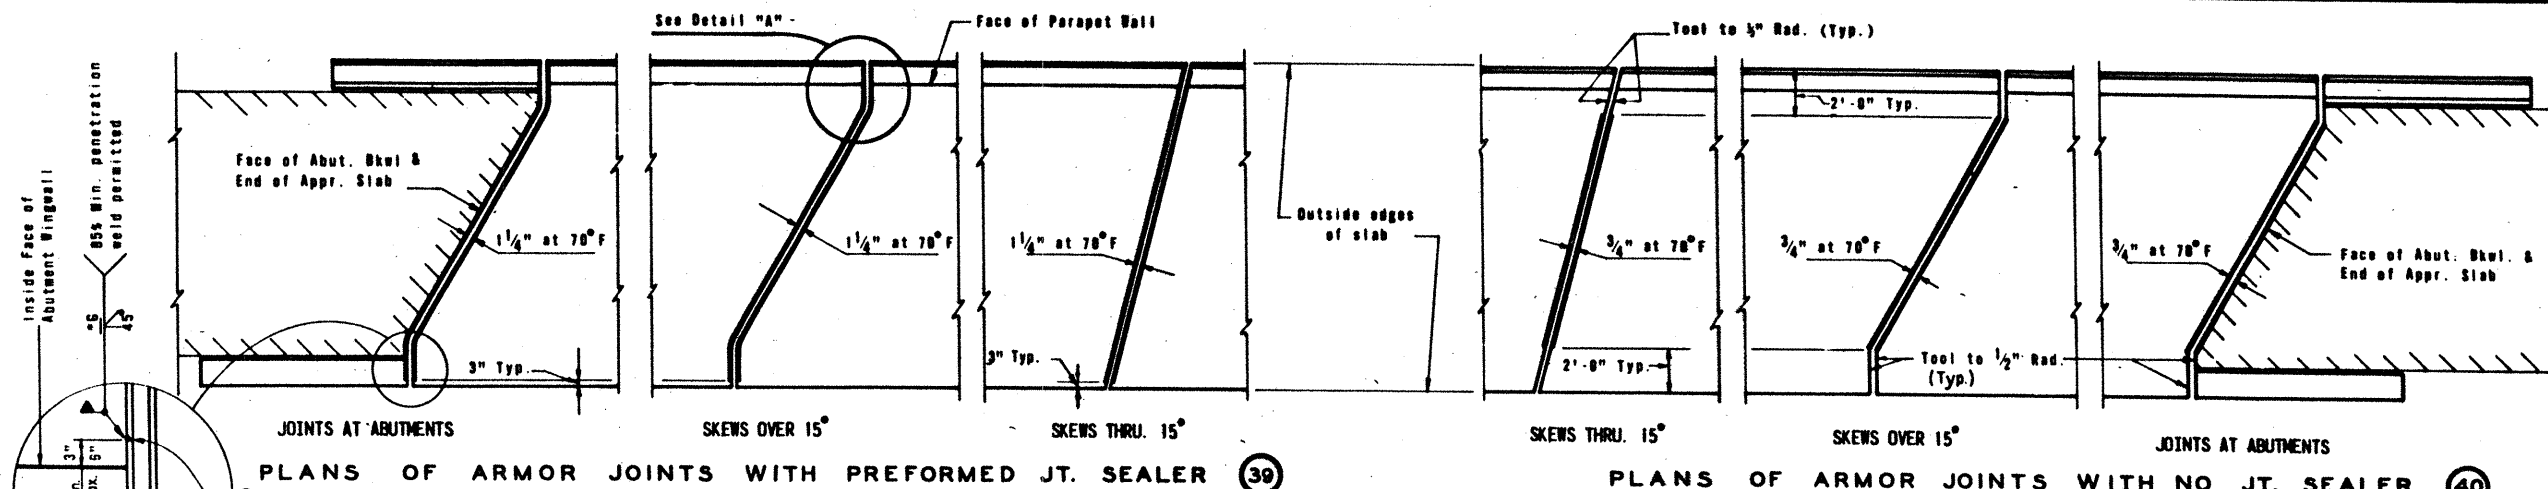 See Detail "A" -
Face of Parapet Wall
Tool to ½" Rad. (Typ.)
85% Min. penetration
weld permitted
Inside Face of
Abutment Wingwall
45
Face of Abut. Bkwl &
End of Appr. Slab
1¼" at 70°F
1¼" at 70°F
1¼" at 70°F
3" Typ.
3" Typ.
Outside edges
of slab
2'-0" Typ.
¾" at 70°F
¾" at 70°F
¾" at 70°F
Face of Abut. Bkwl. &
End of Appr. Slab
2'-0" Typ.
Tool to ½" Rad.
(Typ.)
3"
6"
JOINTS AT ABUTMENTS
SKEWS OVER 15°
SKEWS THRU. 15°
SKEWS THRU. 15°
SKEWS OVER 15°
JOINTS AT ABUTMENTS
PLANS OF ARMOR JOINTS WITH PREFORMED JT. SEALER 39
PLANS OF ARMOR JOINTS WITH NO JT. SEALER 40